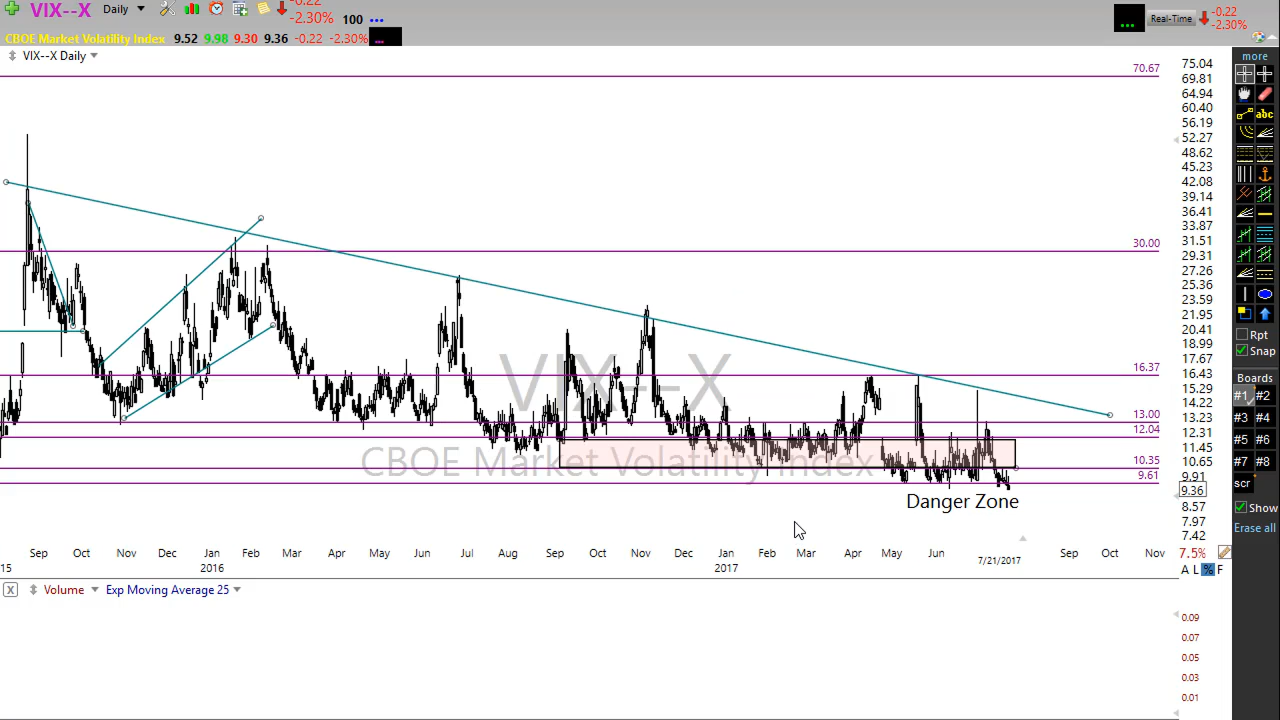 VIX--X Daily -0.22 -2.30% 100 ... ... Real-Time -0.22 -2.30%
CBOE Market Volatility Index 9.52 9.98 9.30 9.36 -0.22 -2.30% ...
VIX--X Daily
more
abc
Rpt
Snap
Boards
#1 #2
#3 #4
#5 #6
#7 #8
scr
Show
Erase all
70.67
30.00
16.37
13.00
12.04
10.35
9.61
75.04
69.81
64.94
60.40
56.19
52.27
48.62
45.23
42.08
39.14
36.41
33.87
31.51
29.31
27.26
25.36
23.59
21.95
20.41
18.99
17.67
16.43
15.29
14.22
13.23
12.31
11.45
10.65
9.91
9.36
8.57
7.97
7.42
VIX--X
CBOE Market Volatility Index
Danger Zone
Sep Oct Nov Dec Jan Feb Mar Apr May Jun Jul Aug Sep Oct Nov Dec Jan Feb Mar Apr May Jun Sep Oct Nov 7.5%
15 2016 2017 7/21/2017 A L % F
X Volume Exp Moving Average 25
0.09
0.07
0.05
0.03
0.01